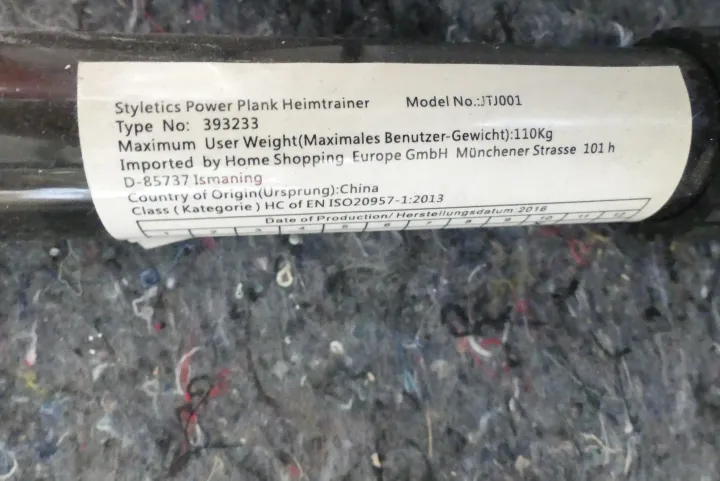 Styletics Power Plank Heimtrainer Model No.:JTJ001
Type No: 393233
Maximum User Weight(Maximales Benutzer-Gewicht):110Kg
Imported by Home Shopping Europe GmbH Münchener Strasse 101 h
D-85737 Ismaning
Country of Origin(Ursprung):China
Class ( Kategorie ) HC of EN ISO20957-1:2013
Date of Production/ Herstellungsdatum 2016
1 2 3 4 5 6 7 8 9 10 11 12